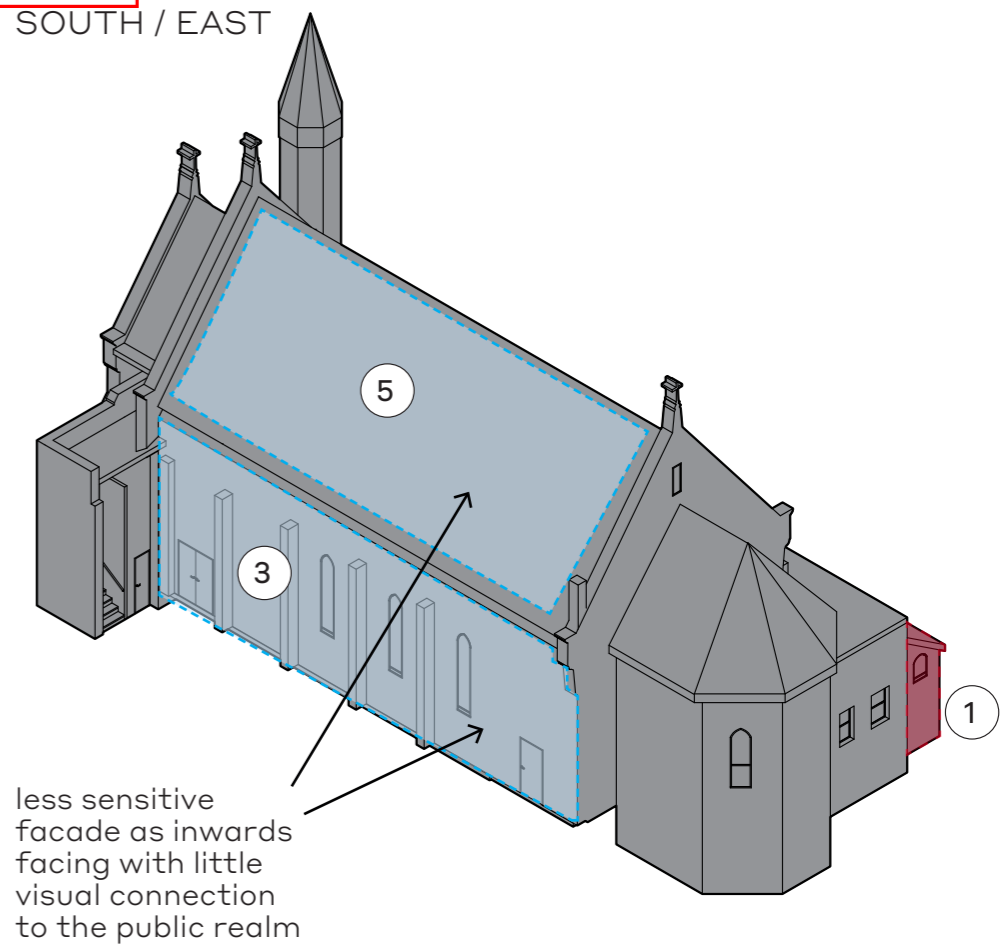 SOUTH / EAST
5
3
1
less sensitive
facade as inwards
facing with little
visual connection
to the public realm